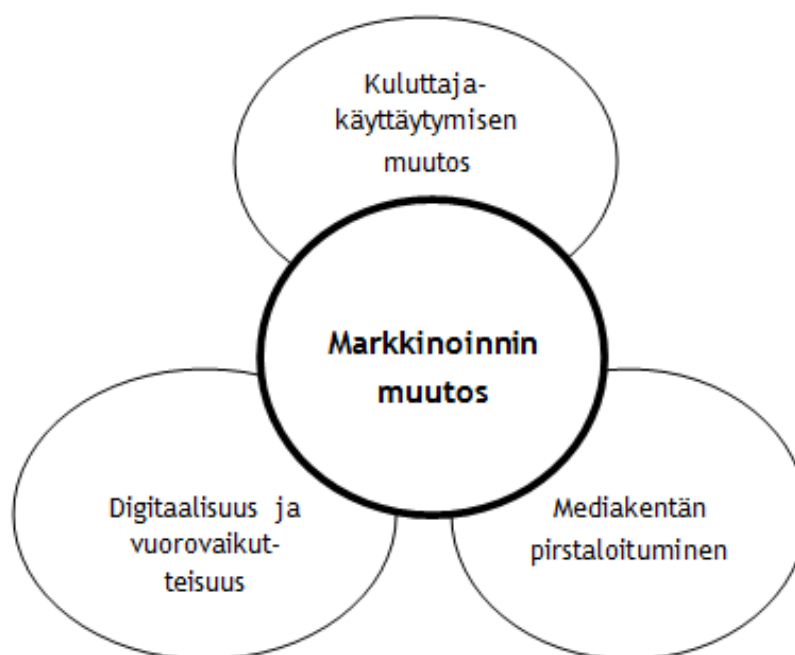 Kuluttaja-
käyttäytymisen
muutos
Markkinoinnin
muutos
Digitaalisuus ja
vuorovaikut-
teisuus
Mediakentän
pirstaloituminen